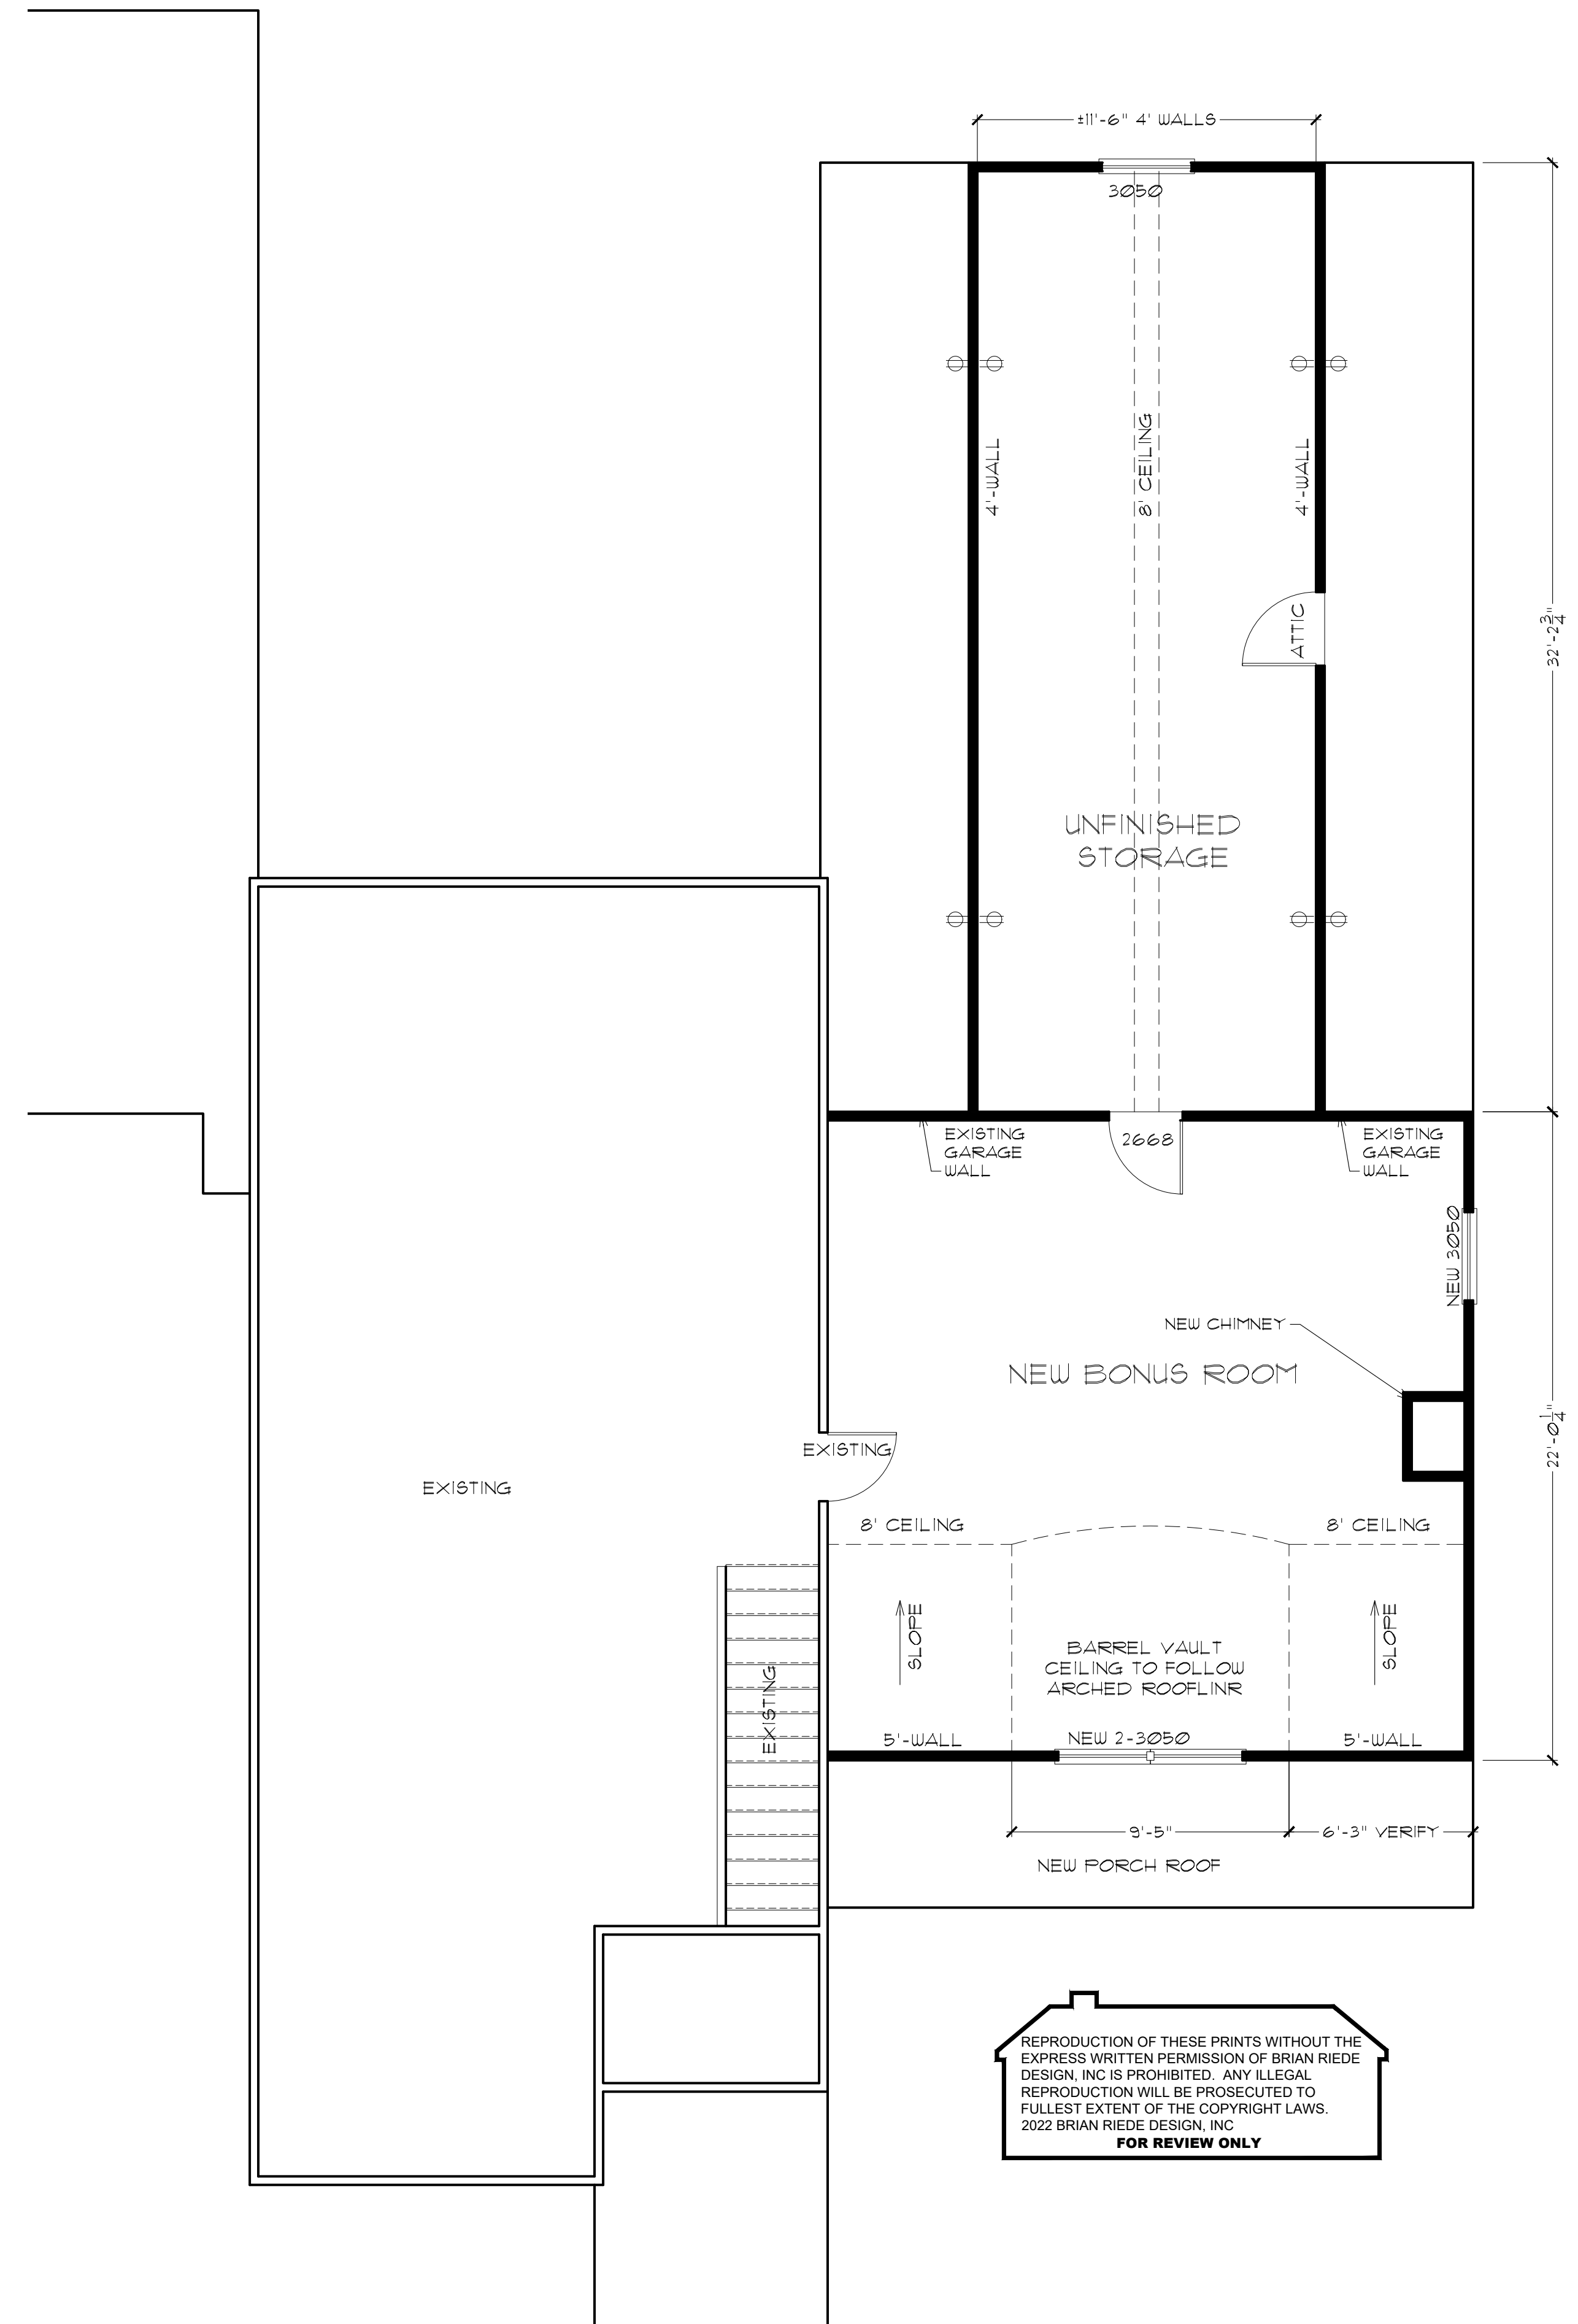 ±11'-6" 4' WALLS
3050
4'-WALL
8' CEILING
4'-WALL
ATTIC
32'-2 3/4"
UNFINISHED
STORAGE
EXISTING
GARAGE
WALL
2668
EXISTING
GARAGE
WALL
NEW 3050
NEW CHIMNEY
NEW BONUS ROOM
22'-0 1/4"
EXISTING
EXISTING
8' CEILING
8' CEILING
SLOPE
SLOPE
BARREL VAULT
CEILING TO FOLLOW
ARCHED ROOFLINR
EXISTING
5'-WALL
NEW 2-3050
5'-WALL
9'-5"
6'-3" VERIFY
NEW PORCH ROOF
REPRODUCTION OF THESE PRINTS WITHOUT THE
EXPRESS WRITTEN PERMISSION OF BRIAN RIEDE
DESIGN, INC IS PROHIBITED. ANY ILLEGAL
REPRODUCTION WILL BE PROSECUTED TO
FULLEST EXTENT OF THE COPYRIGHT LAWS.
2022 BRIAN RIEDE DESIGN, INC
FOR REVIEW ONLY